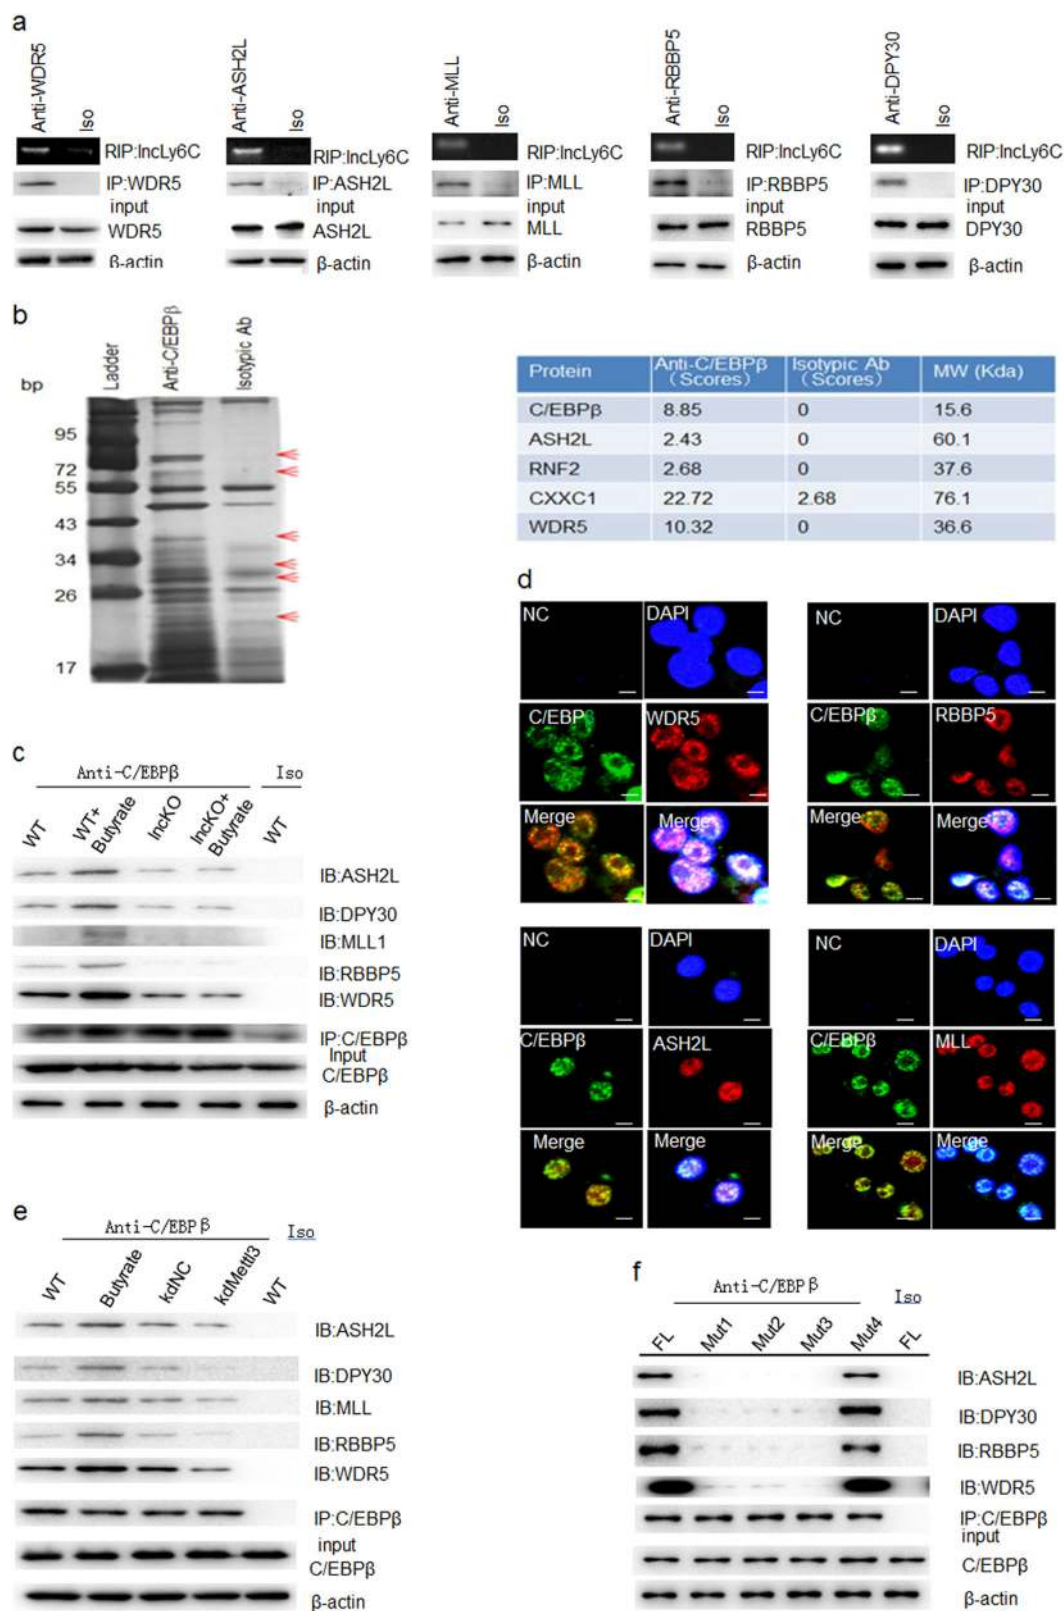 a
Anti-WDR5
Iso
RIP:lncLy6C
IP:WDR5
input
WDR5
β-actin
Anti-ASH2L
Iso
RIP:lncLy6C
IP:ASH2L
input
ASH2L
β-actin
Anti-MLL
Iso
RIP:lncLy6C
IP:MLL
input
MLL
β-actin
Anti-RBBP5
Iso
RIP:lncLy6C
IP:RBBP5
input
RBBP5
β-actin
Anti-DPY30
Iso
RIP:lncLy6C
IP:DPY30
input
DPY30
β-actin
b
bp
Ladder
Anti-C/EBPβ
Isotypic Ab
95
72
55
43
34
26
17
Protein Anti-C/EBPβ (Scores) Isotypic Ab (Scores) MW (Kda)
C/EBPβ 8.85 0 15.6
ASH2L 2.43 0 60.1
RNF2 2.68 0 37.6
CXXC1 22.72 2.68 76.1
WDR5 10.32 0 36.6
c
Anti-C/EBPβ Iso
WT
WT+ Butyrate
lncKO
lncKO+ Butyrate
WT
IB:ASH2L
IB:DPY30
IB:MLL1
IB:RBBP5
IB:WDR5
IP:C/EBPβ
Input
C/EBPβ
β-actin
d
NC DAPI
C/EBP WDR5
Merge Merge
NC DAPI
C/EBPβ RBBP5
Merge Merge
NC DAPI
C/EBPβ ASH2L
Merge Merge
NC DAPI
C/EBPβ MLL
Merge Merge
e
Anti-C/EBPβ Iso
WT
Butyrate
kdNC
kdMettl3
WT
IB:ASH2L
IB:DPY30
IB:MLL
IB:RBBP5
IB:WDR5
IP:C/EBPβ
input
C/EBPβ
β-actin
f
Anti-C/EBPβ Iso
FL
Mut1
Mut2
Mut3
Mut4
FL
IB:ASH2L
IB:DPY30
IB:RBBP5
IB:WDR5
IP:C/EBPβ
input
C/EBPβ
β-actin